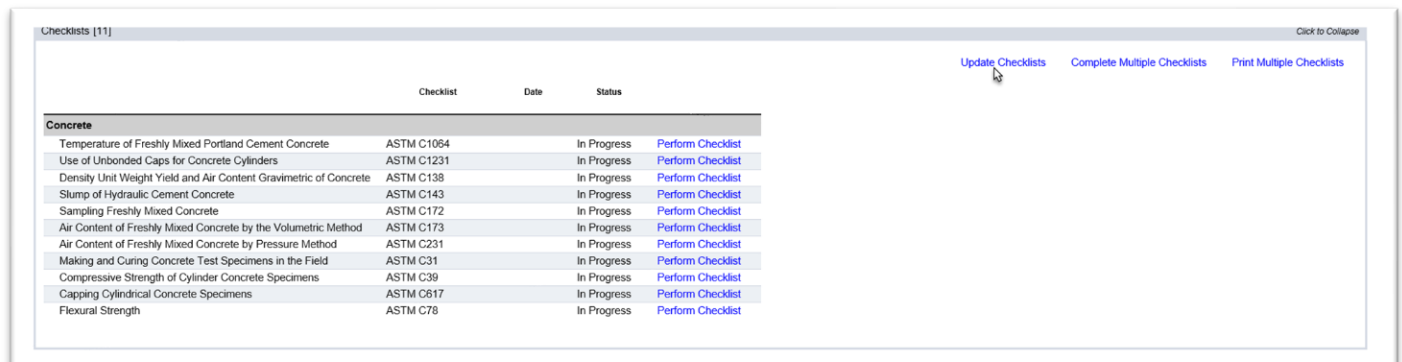 Checklists [11] Click to Collapse
Update Checklists Complete Multiple Checklists Print Multiple Checklists
Checklist Date Status
Concrete
Temperature of Freshly Mixed Portland Cement Concrete ASTM C1064 In Progress Perform Checklist
Use of Unbonded Caps for Concrete Cylinders ASTM C1231 In Progress Perform Checklist
Density Unit Weight Yield and Air Content Gravimetric of Concrete ASTM C138 In Progress Perform Checklist
Slump of Hydraulic Cement Concrete ASTM C143 In Progress Perform Checklist
Sampling Freshly Mixed Concrete ASTM C172 In Progress Perform Checklist
Air Content of Freshly Mixed Concrete by the Volumetric Method ASTM C173 In Progress Perform Checklist
Air Content of Freshly Mixed Concrete by Pressure Method ASTM C231 In Progress Perform Checklist
Making and Curing Concrete Test Specimens in the Field ASTM C31 In Progress Perform Checklist
Compressive Strength of Cylinder Concrete Specimens ASTM C39 In Progress Perform Checklist
Capping Cylindrical Concrete Specimens ASTM C617 In Progress Perform Checklist
Flexural Strength ASTM C78 In Progress Perform Checklist